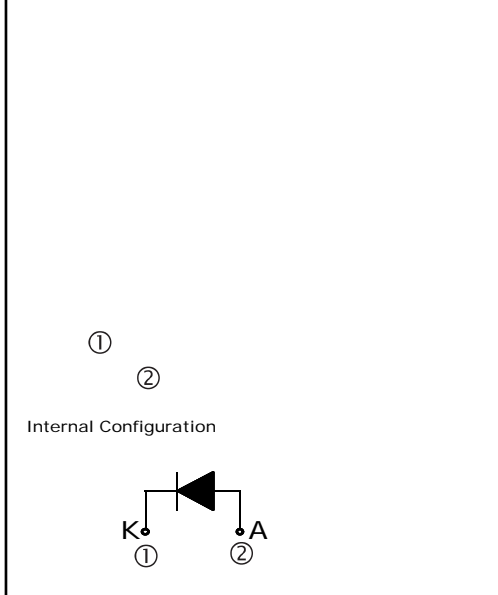 ①
②
Internal Configuration
K A
① ②